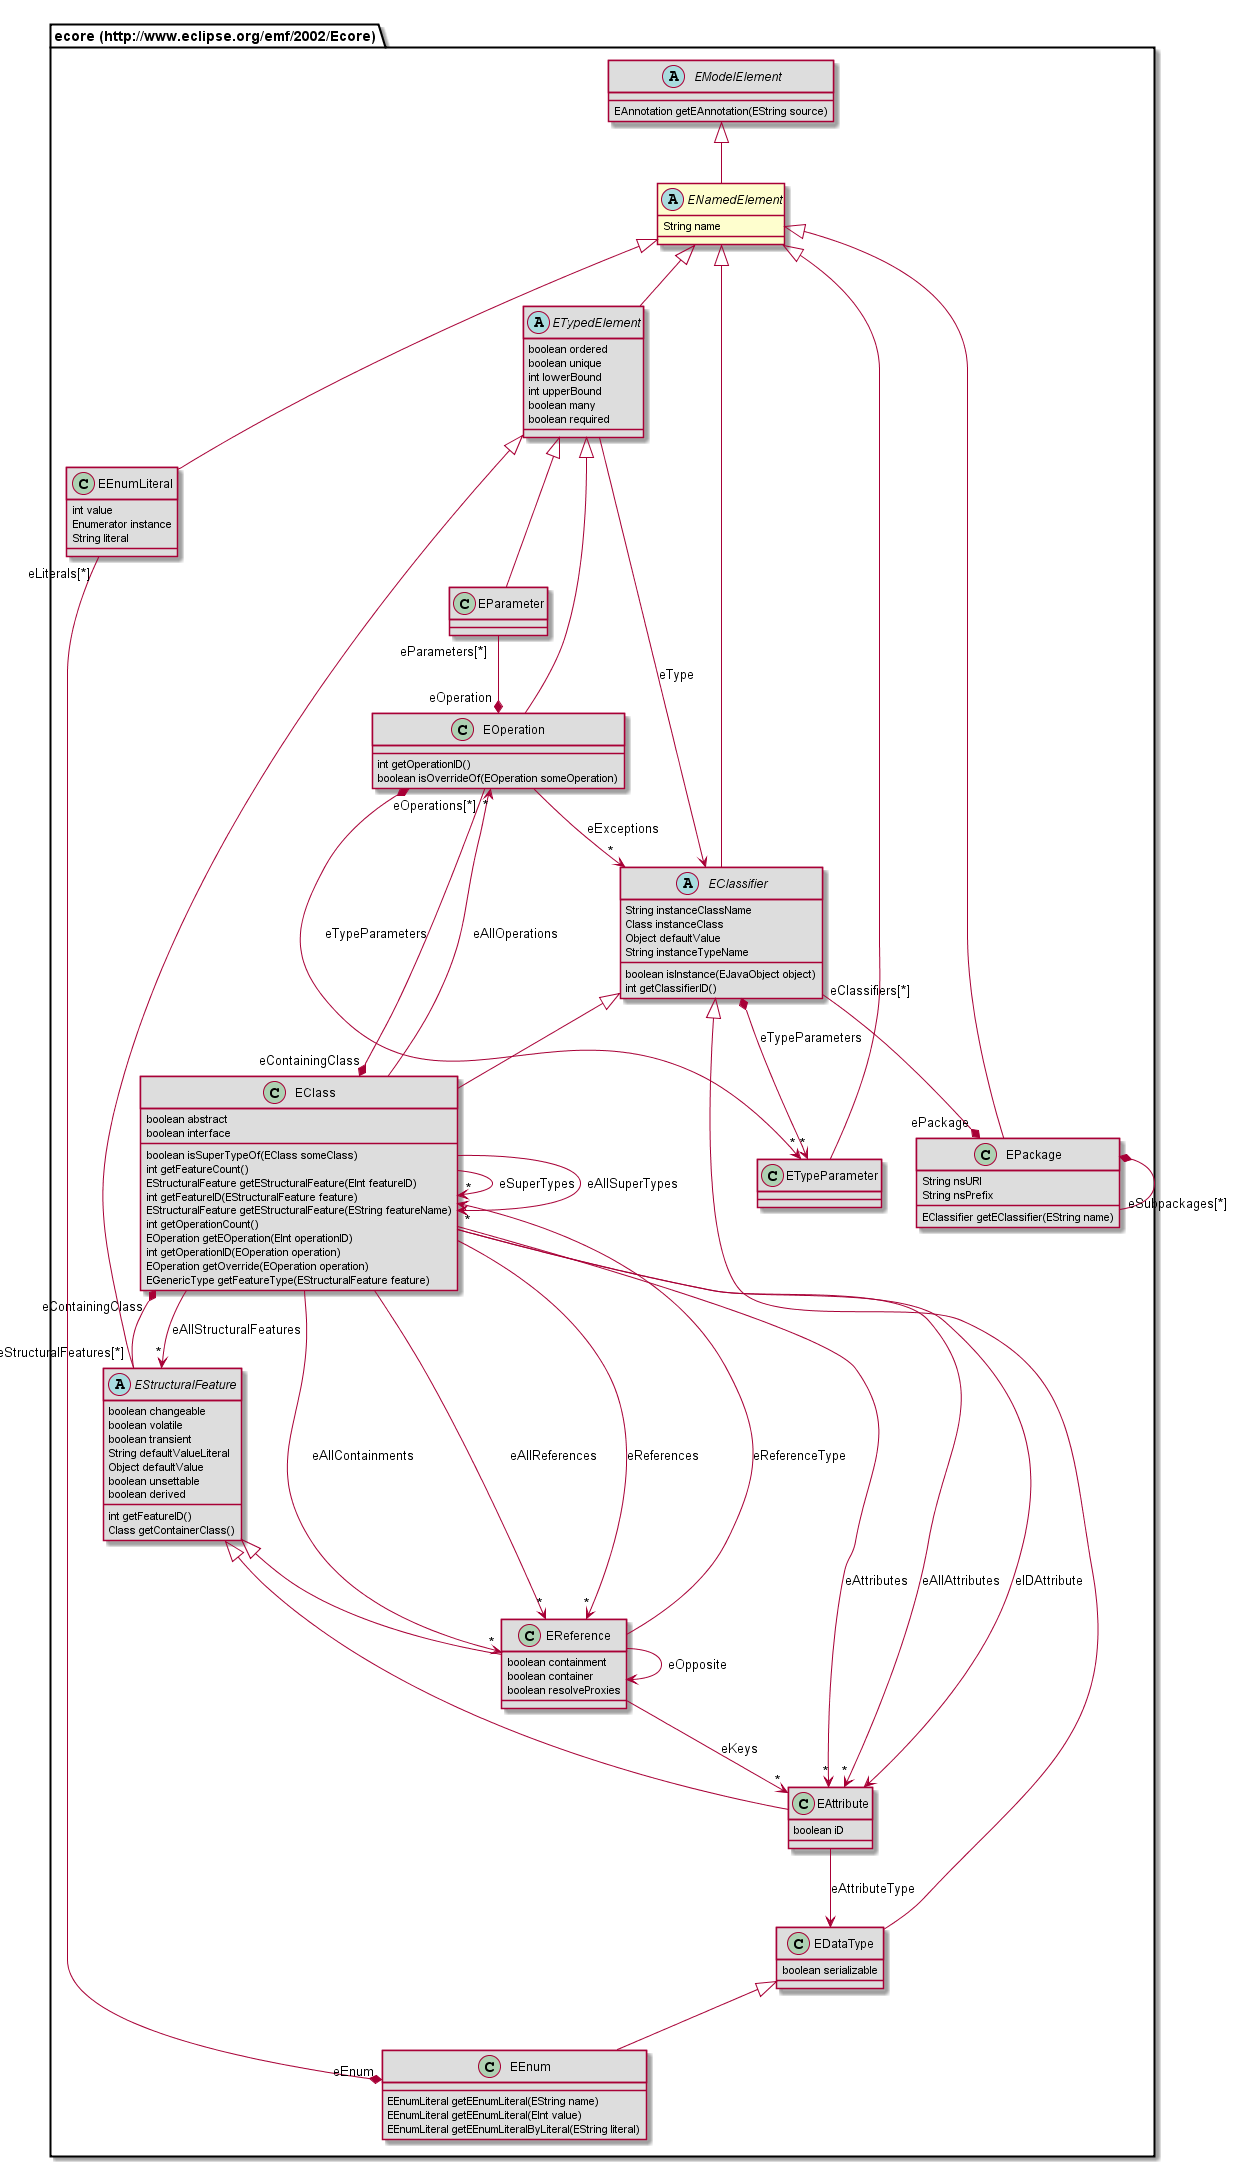 ecore (http://www.eclipse.org/emf/2002/Ecore)
A EModelElement
EAnnotation getEAnnotation(EString source)
A ENamedElement
String name
A ETypedElement
boolean ordered
boolean unique
int lowerBound
int upperBound
boolean many
boolean required
C EEnumLiteral
int value
Enumerator instance
String literal
eLiterals[*]
C EParameter
eParameters[*]
eType
eOperation
C EOperation
int getOperationID()
boolean isOverrideOf(EOperation someOperation)
eOperations[*]
*
eExceptions
*
A EClassifier
String instanceClassName
Class instanceClass
Object defaultValue
String instanceTypeName
boolean isInstance(EJavaObject object)
int getClassifierID()
eTypeParameters
eAllOperations
eClassifiers[*]
eTypeParameters
eContainingClass
C EClass
boolean abstract
boolean interface
boolean isSuperTypeOf(EClass someClass)
int getFeatureCount()
EStructuralFeature getEStructuralFeature(EInt featureID)
int getFeatureID(EStructuralFeature feature)
EStructuralFeature getEStructuralFeature(EString featureName)
int getOperationCount()
EOperation getEOperation(EInt operationID)
int getOperationID(EOperation operation)
EOperation getOverride(EOperation operation)
EGenericType getFeatureType(EStructuralFeature feature)
*
eSuperTypes
eAllSuperTypes
*
* *
C ETypeParameter
ePackage
C EPackage
String nsURI
String nsPrefix
EClassifier getEClassifier(EString name)
eSubpackages[*]
eContainingClass
eAllStructuralFeatures
eStructuralFeatures[*]
*
A EStructuralFeature
boolean changeable
boolean volatile
boolean transient
String defaultValueLiteral
Object defaultValue
boolean unsettable
boolean derived
int getFeatureID()
Class getContainerClass()
eAllContainments
eAllReferences
eReferences
eReferenceType
eAttributes
eAllAttributes
eIDAttribute
*
*
*
C EReference
boolean containment
boolean container
boolean resolveProxies
eOpposite
eKeys
*
*
*
C EAttribute
boolean iD
eAttributeType
C EDataType
boolean serializable
eEnum
C EEnum
EEnumLiteral getEEnumLiteral(EString name)
EEnumLiteral getEEnumLiteral(EInt value)
EEnumLiteral getEEnumLiteralByLiteral(EString literal)